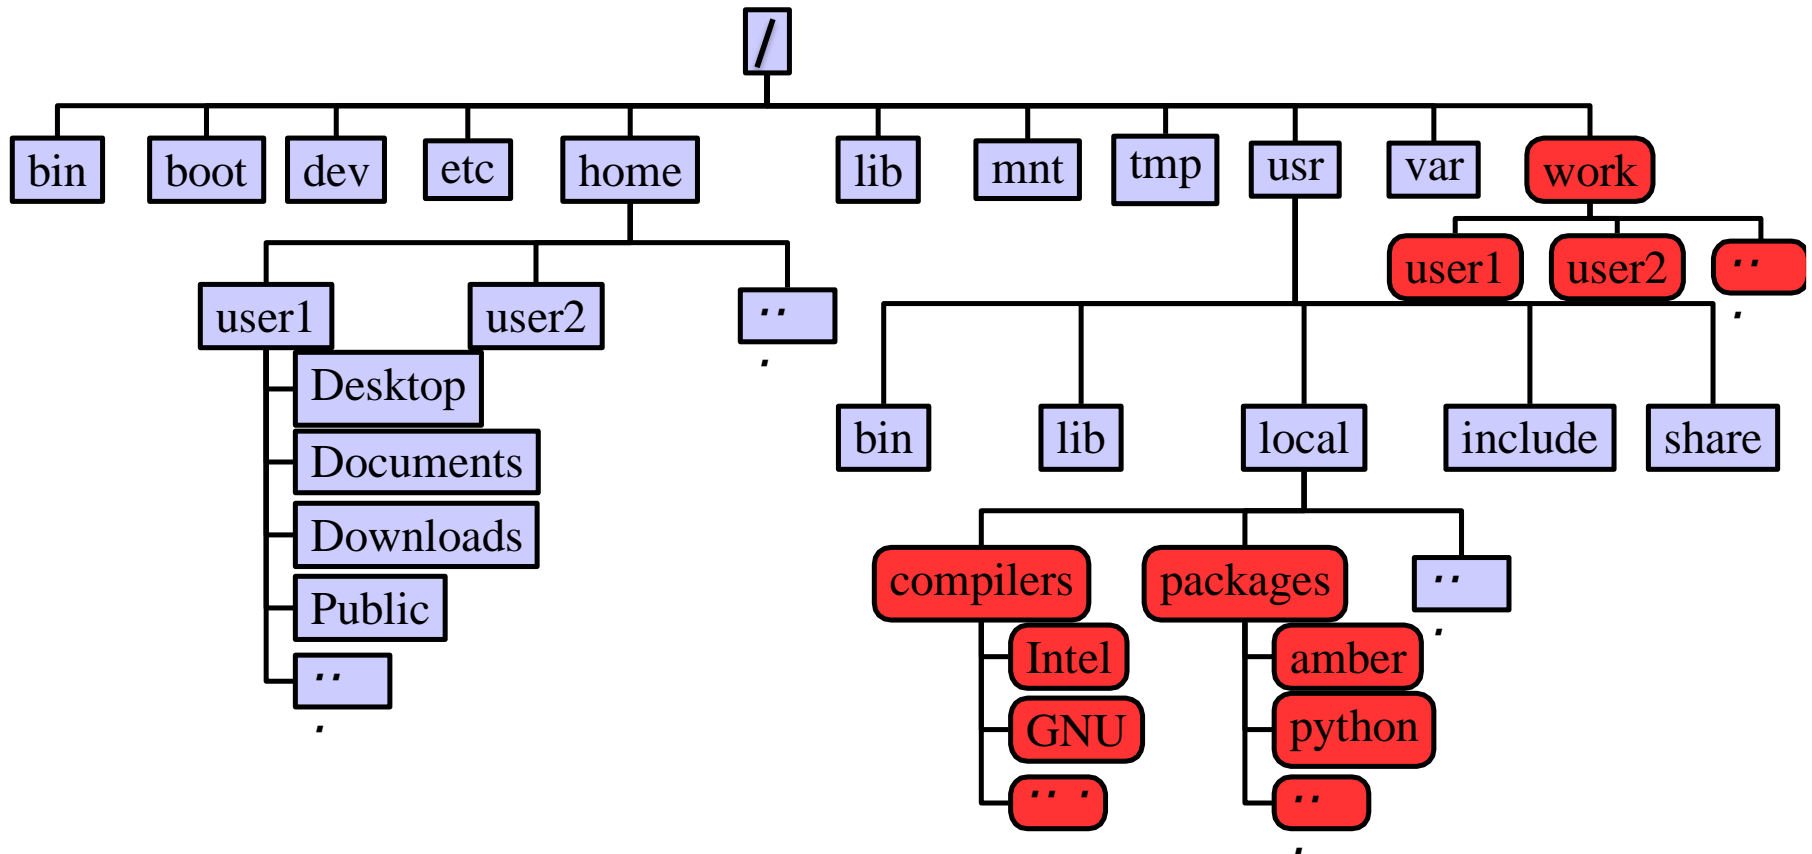 /
bin boot dev etc home lib mnt tmp usr var work
user1 user2 ...
user1 user2 ...
Desktop
Documents
Downloads
Public
...
bin lib local include share
compilers packages ...
Intel
GNU
...
amber
python
...